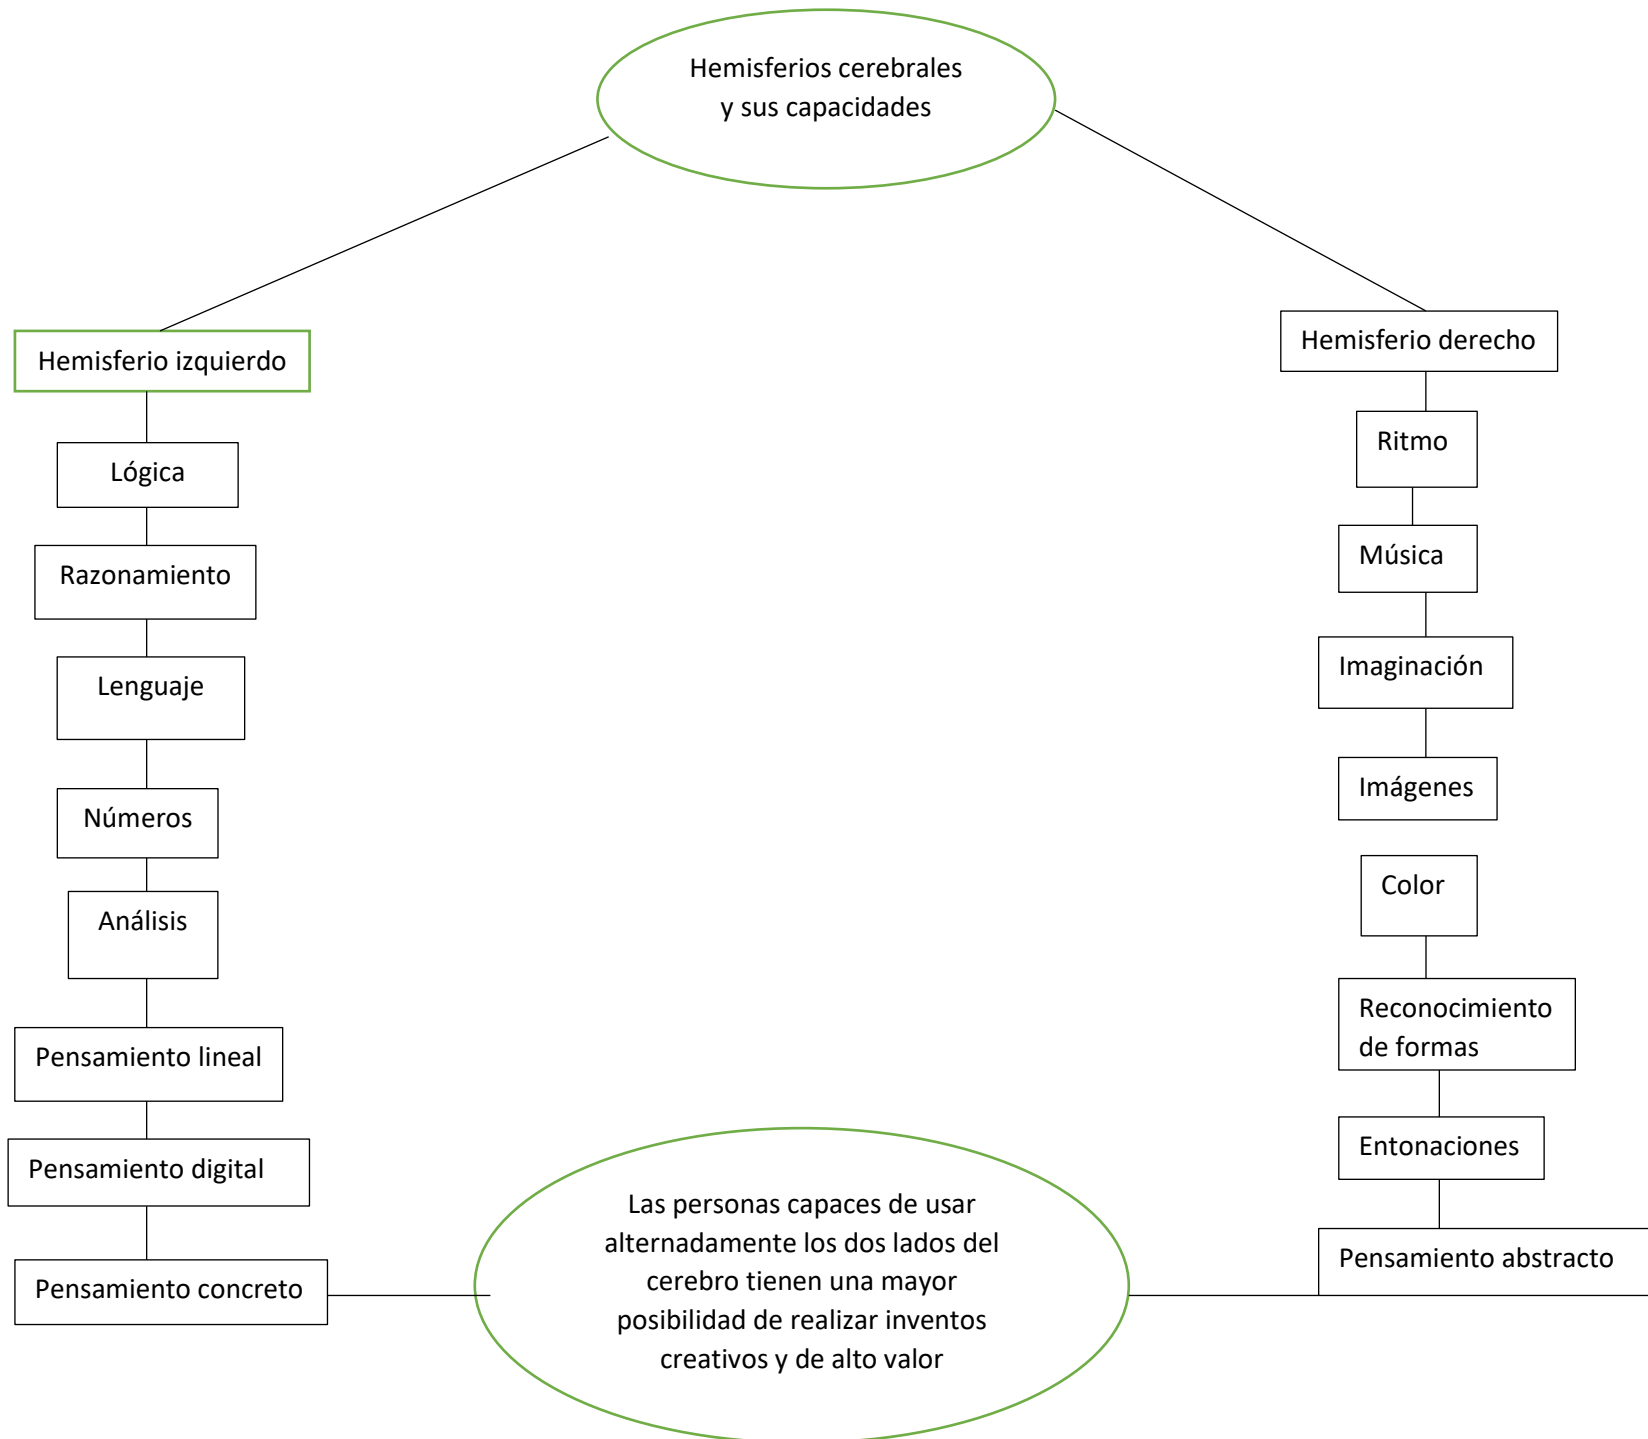 Hemisferios cerebrales
y sus capacidades
Hemisferio izquierdo
Lógica
Razonamiento
Lenguaje
Números
Análisis
Pensamiento lineal
Pensamiento digital
Pensamiento concreto
Hemisferio derecho
Ritmo
Música
Imaginación
Imágenes
Color
Reconocimiento
de formas
Entonaciones
Pensamiento abstracto
Las personas capaces de usar
alternadamente los dos lados del
cerebro tienen una mayor
posibilidad de realizar inventos
creativos y de alto valor